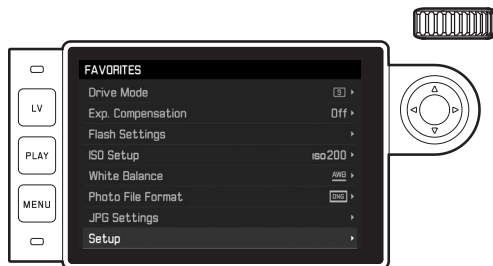 FAVORITES
Drive Mode S
Exp. Compensation Off
Flash Settings
ISO Setup ISO200
White Balance AWB
Photo File Format DNG
JPG Settings
Setup
LV
PLAY
MENU